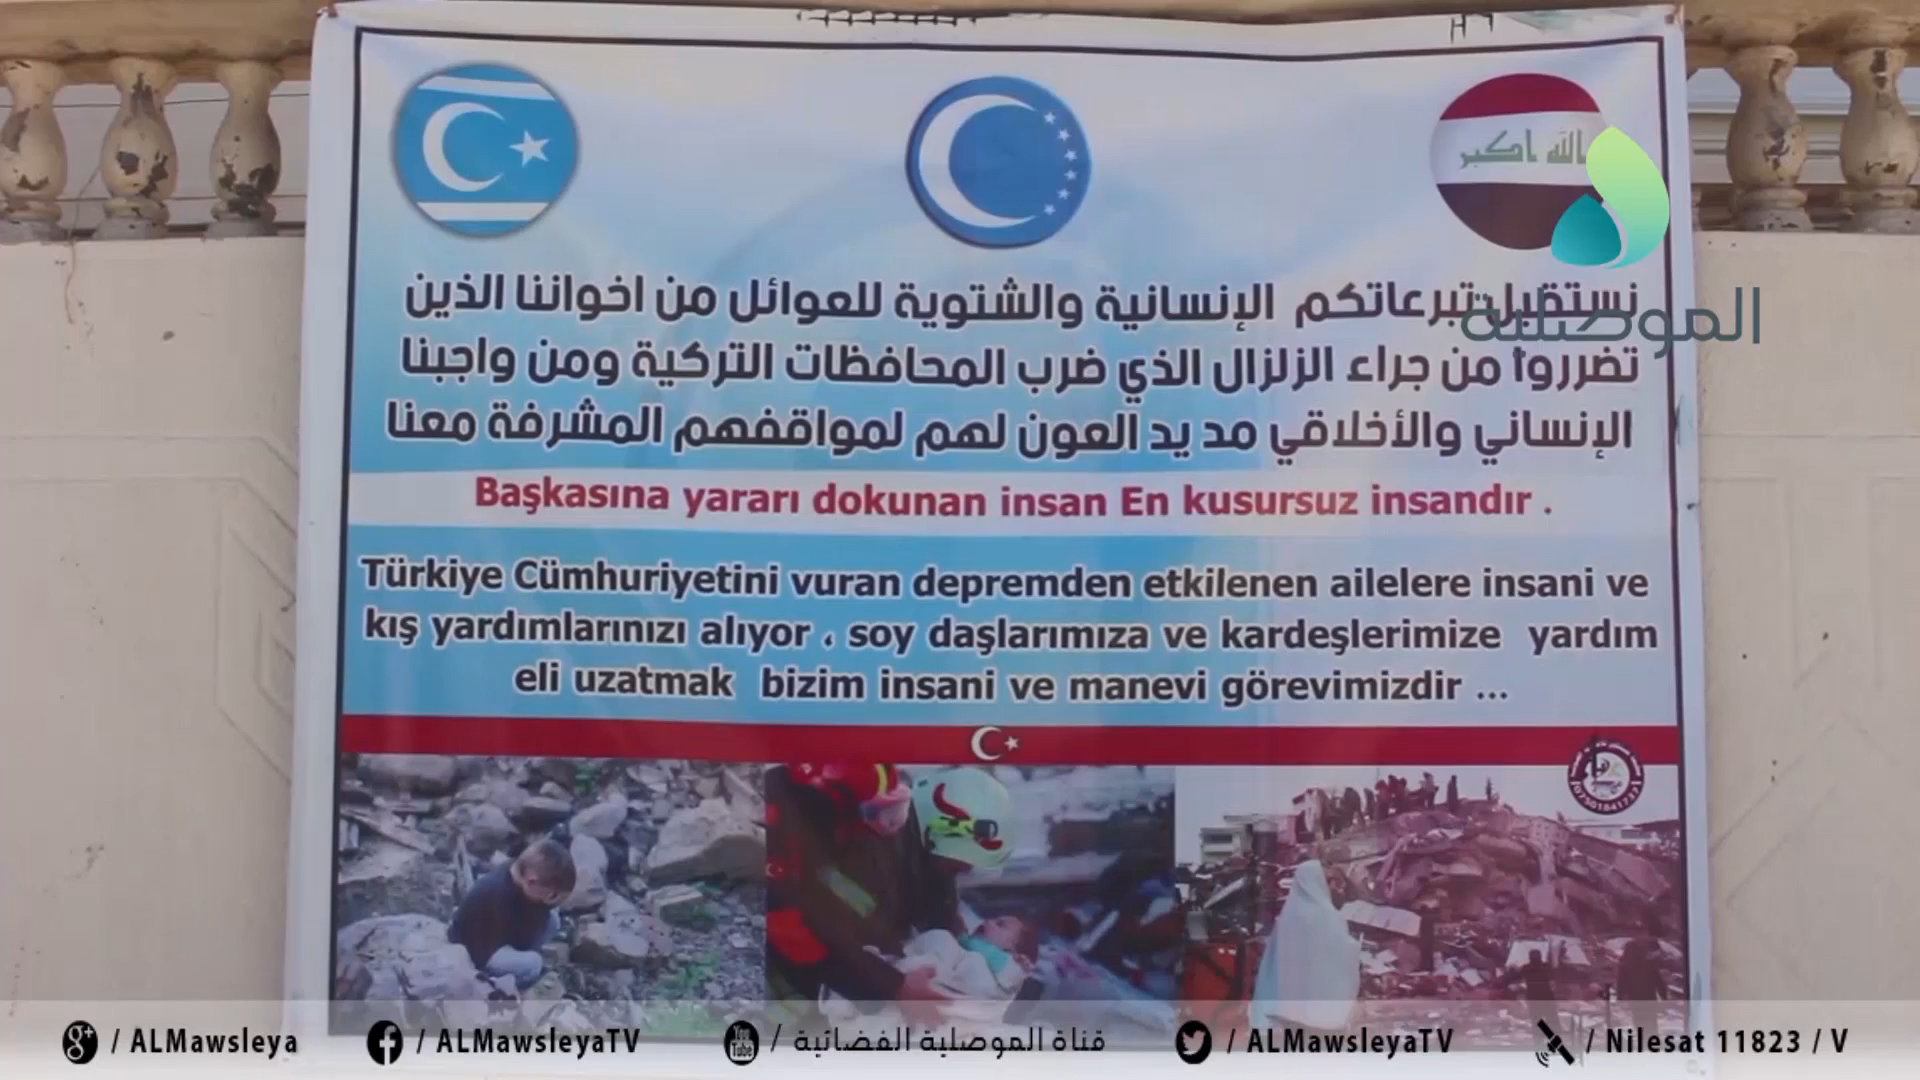 الله اكبر
الموصلية
نستقبل تبرعاتكم الإنسانية والشتوية للعوائل من اخواننا الذين
تضرروا من جراء الزلزال الذي ضرب المحافظات التركية ومن واجبنا
الإنساني والأخلاقي مد يد العون لهم لمواقفهم المشرفة معنا
Başkasına yararı dokunan insan En kusursuz insandır .
Türkiye Cümhuriyetini vuran depremden etkilenen ailelere insani ve
kış yardımlarınızı alıyor ، soy daşlarımıza ve kardeşlerimize yardım
eli uzatmak bizim insani ve manevi görevimizdir ...
/ ALMawsleya
/ ALMawsleyaTV
You Tube / قناة الموصلية الفضائية
/ ALMawsleyaTV
/ Nilesat 11823 / V